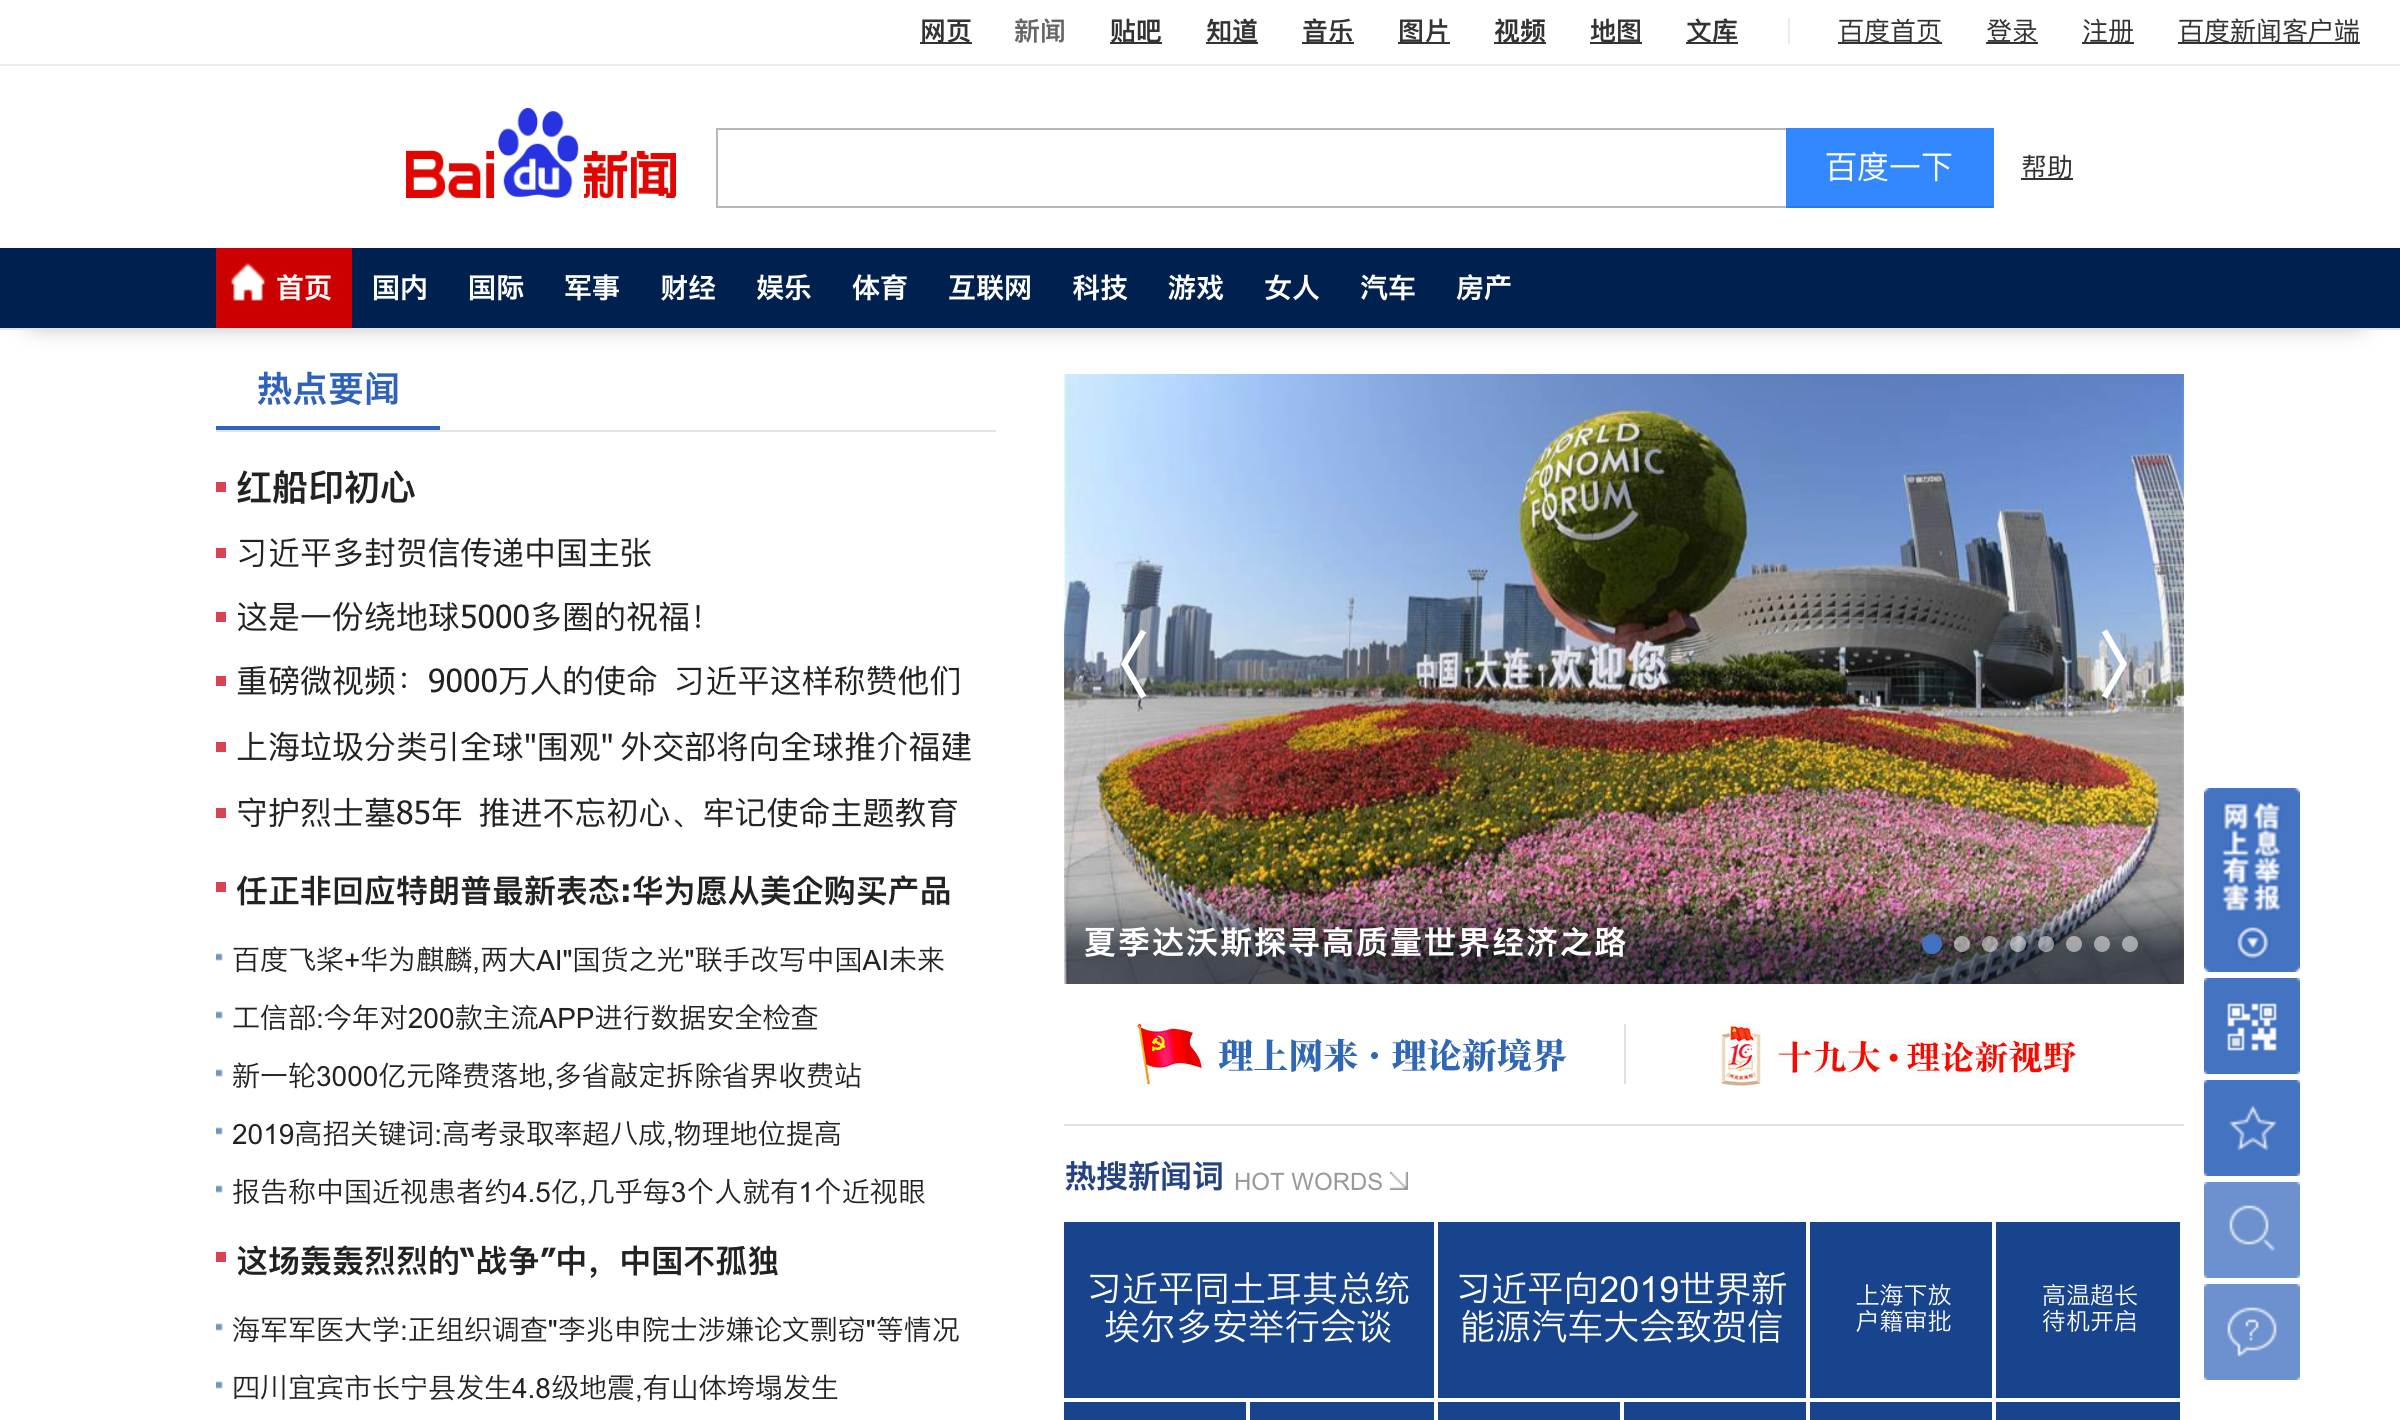 网页 新闻 贴吧 知道 音乐 图片 视频 地图 文库 百度首页 登录 注册 百度新闻客户端
Bai du 新闻 百度一下 帮助
首页 国内 国际 军事 财经 娱乐 体育 互联网 科技 游戏 女人 汽车 房产
热点要闻
红船印初心
习近平多封贺信传递中国主张
这是一份绕地球5000多圈的祝福！
重磅微视频：9000万人的使命 习近平这样称赞他们
上海垃圾分类引全球"围观" 外交部将向全球推介福建
守护烈士墓85年 推进不忘初心、牢记使命主题教育
任正非回应特朗普最新表态:华为愿从美企购买产品
百度飞桨+华为麒麟,两大AI"国货之光"联手改写中国AI未来
工信部:今年对200款主流APP进行数据安全检查
新一轮3000亿元降费落地,多省敲定拆除省界收费站
2019高招关键词:高考录取率超八成,物理地位提高
报告称中国近视患者约4.5亿,几乎每3个人就有1个近视眼
这场轰轰烈烈的“战争”中，中国不孤独
海军军医大学:正组织调查"李兆申院士涉嫌论文剽窃"等情况
四川宜宾市长宁县发生4.8级地震,有山体垮塌发生
WORLD
ECONOMIC
FORUM
中国·大连·欢迎您
夏季达沃斯探寻高质量世界经济之路
理上网来·理论新境界
19
十九大·理论新视野
热搜新闻词 HOT WORDS
习近平同土耳其总统
埃尔多安举行会谈
习近平向2019世界新
能源汽车大会致贺信
上海下放
户籍审批
高温超长
待机开启
网上有害
信息举报